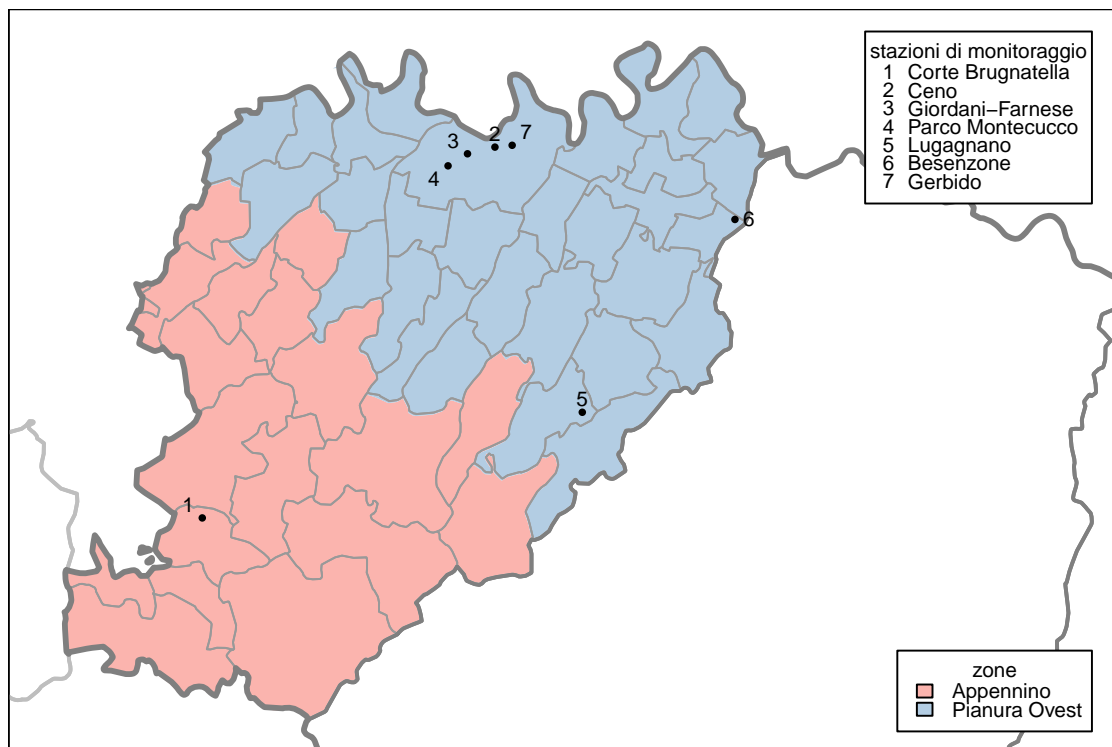 stazioni di monitoraggio
1 Corte Brugnatella
2 Ceno
3 Giordani−Farnese
4 Parco Montecucco
5 Lugagnano
6 Besenzone
7 Gerbido
3
2
7
4
6
5
1
zone
Appennino
Pianura Ovest